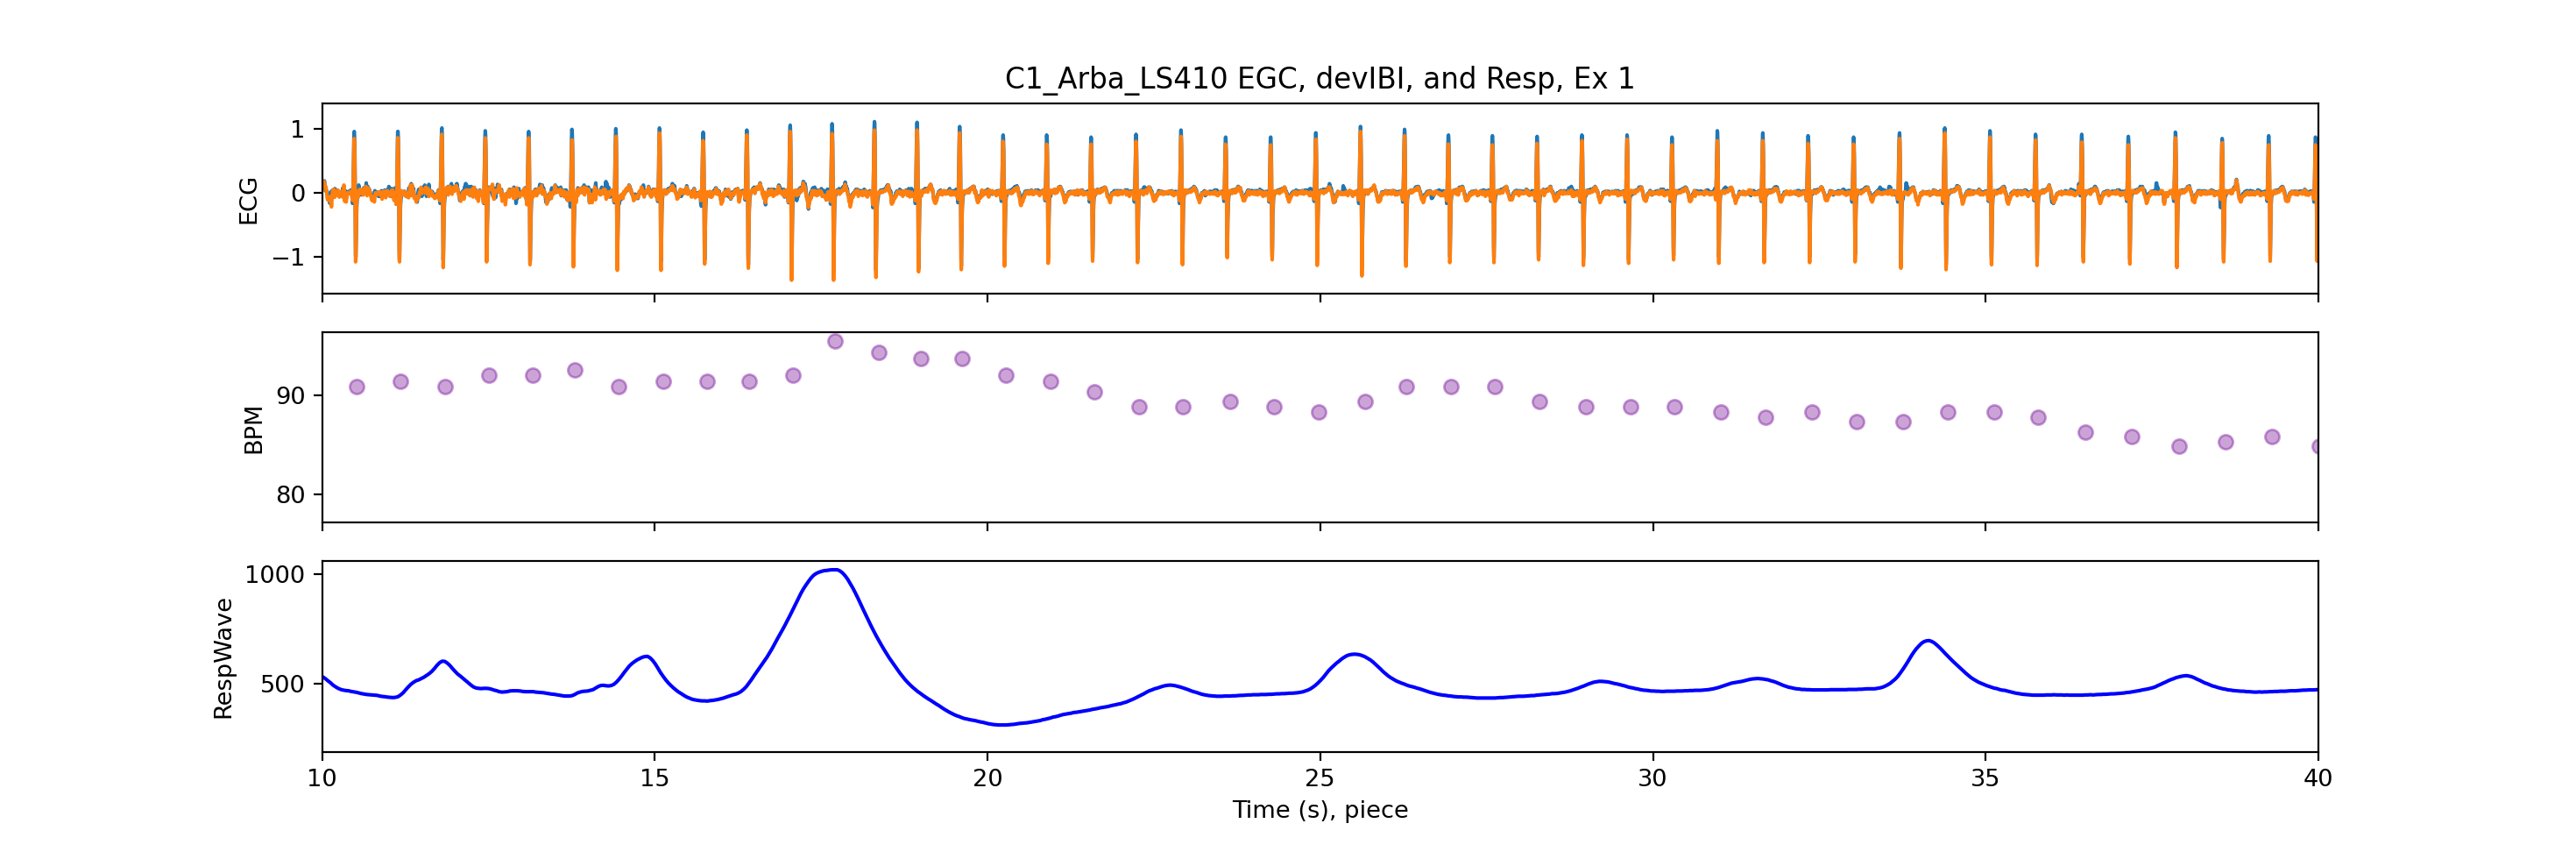 C1_Arba_LS410 EGC, devIBI, and Resp, Ex 1
1
0
−1
ECG
90
80
BPM
1000
500
RespWave
10 15 20 25 30 35 40
Time (s), piece